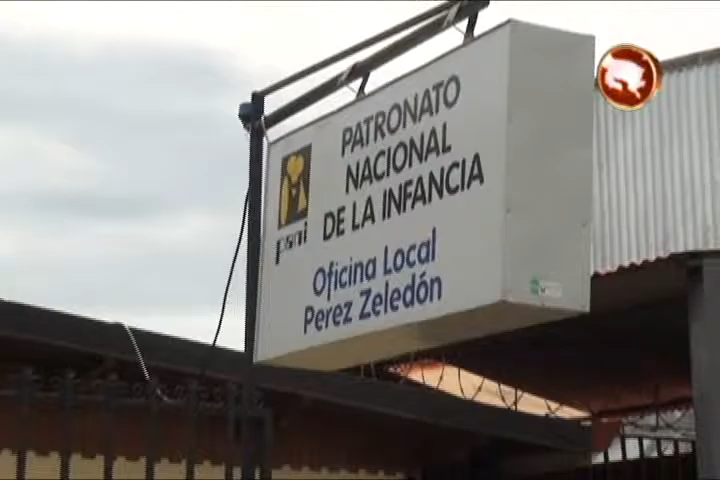 PATRONATO
NACIONAL
DE LA INFANCIA
pani
Oficina Local
Perez Zeledón